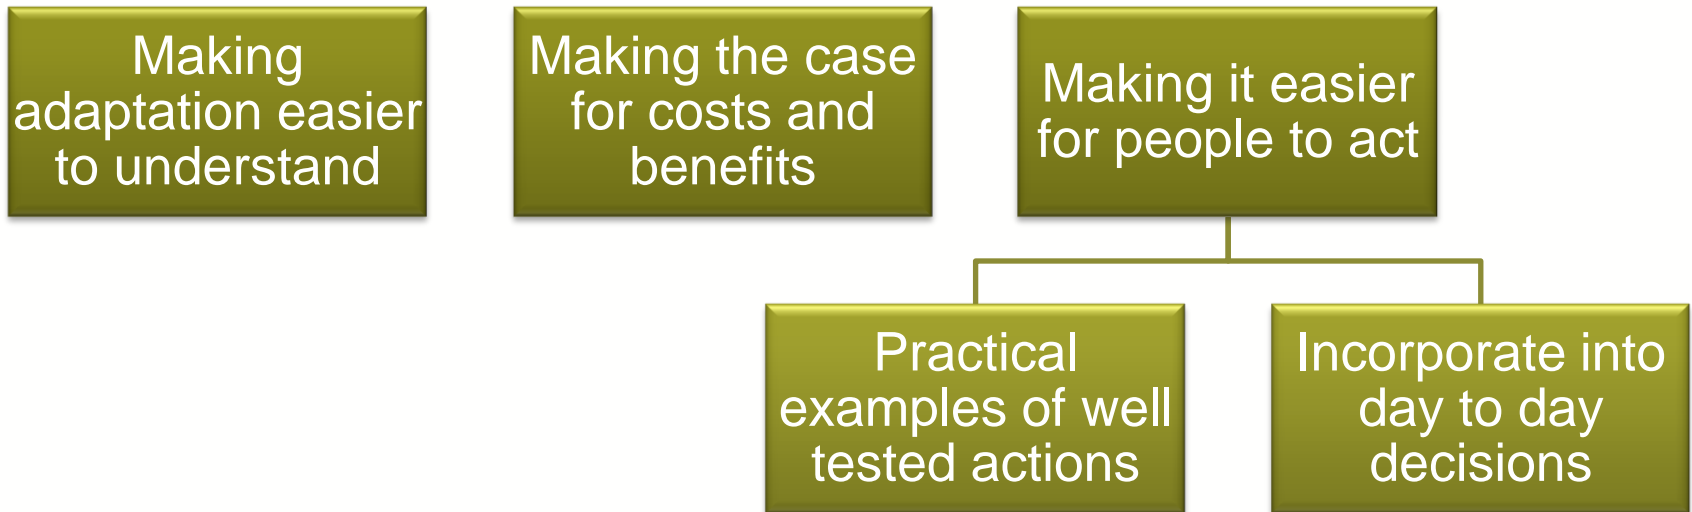 Making
adaptation easier
to understand
Making the case
for costs and
benefits
Making it easier
for people to act
Practical
examples of well
tested actions
Incorporate into
day to day
decisions